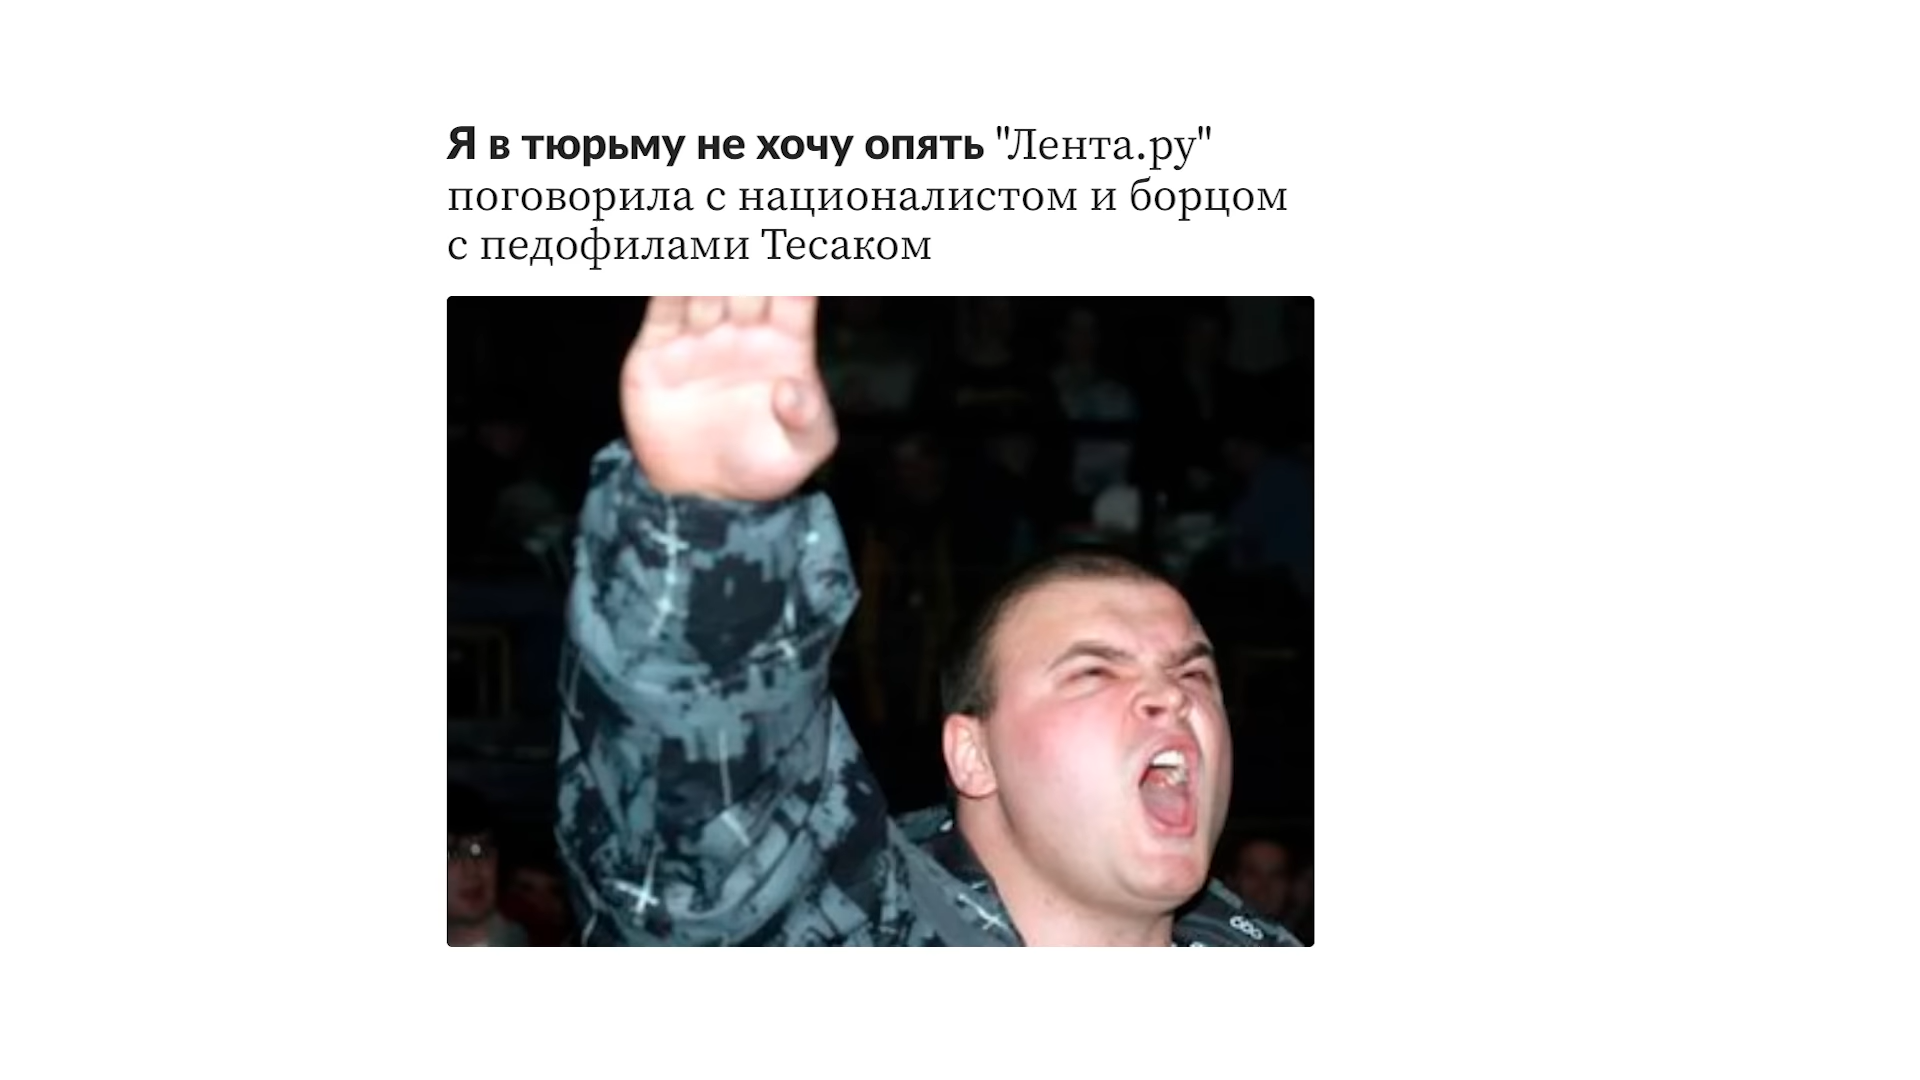 Я в тюрьму не хочу опять "Лента.ру"
поговорила с националистом и борцом
с педофилами Тесаком